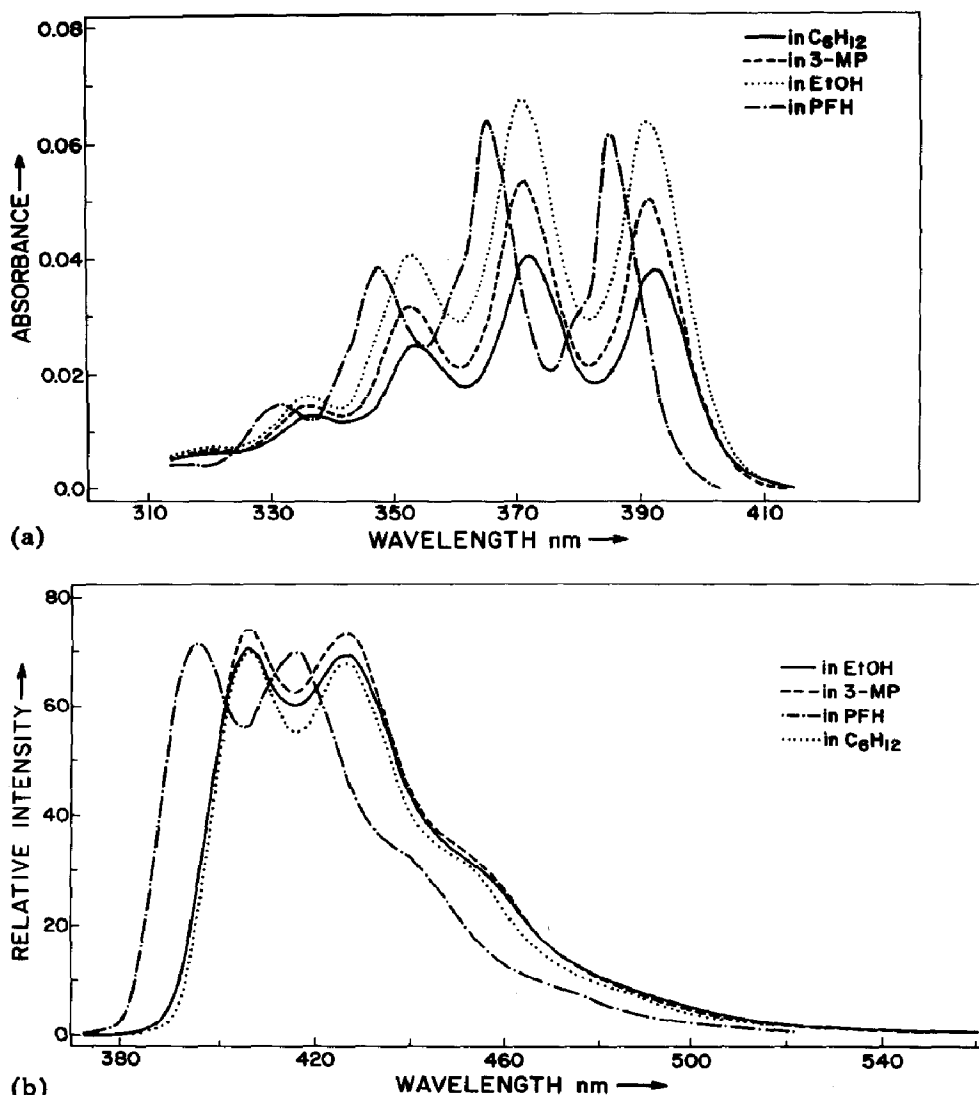 0.08
0.06
0.04
0.02
0.0
ABSORBANCE →
in C₆H₁₂
in 3-MP
in EtOH
in PFH
310 330 350 370 390 410
(a)
WAVELENGTH nm →
80
60
40
20
0
RELATIVE INTENSITY →
in EtOH
in 3-MP
in PFH
in C₆H₁₂
380 420 460 500 540
(b)
WAVELENGTH nm →